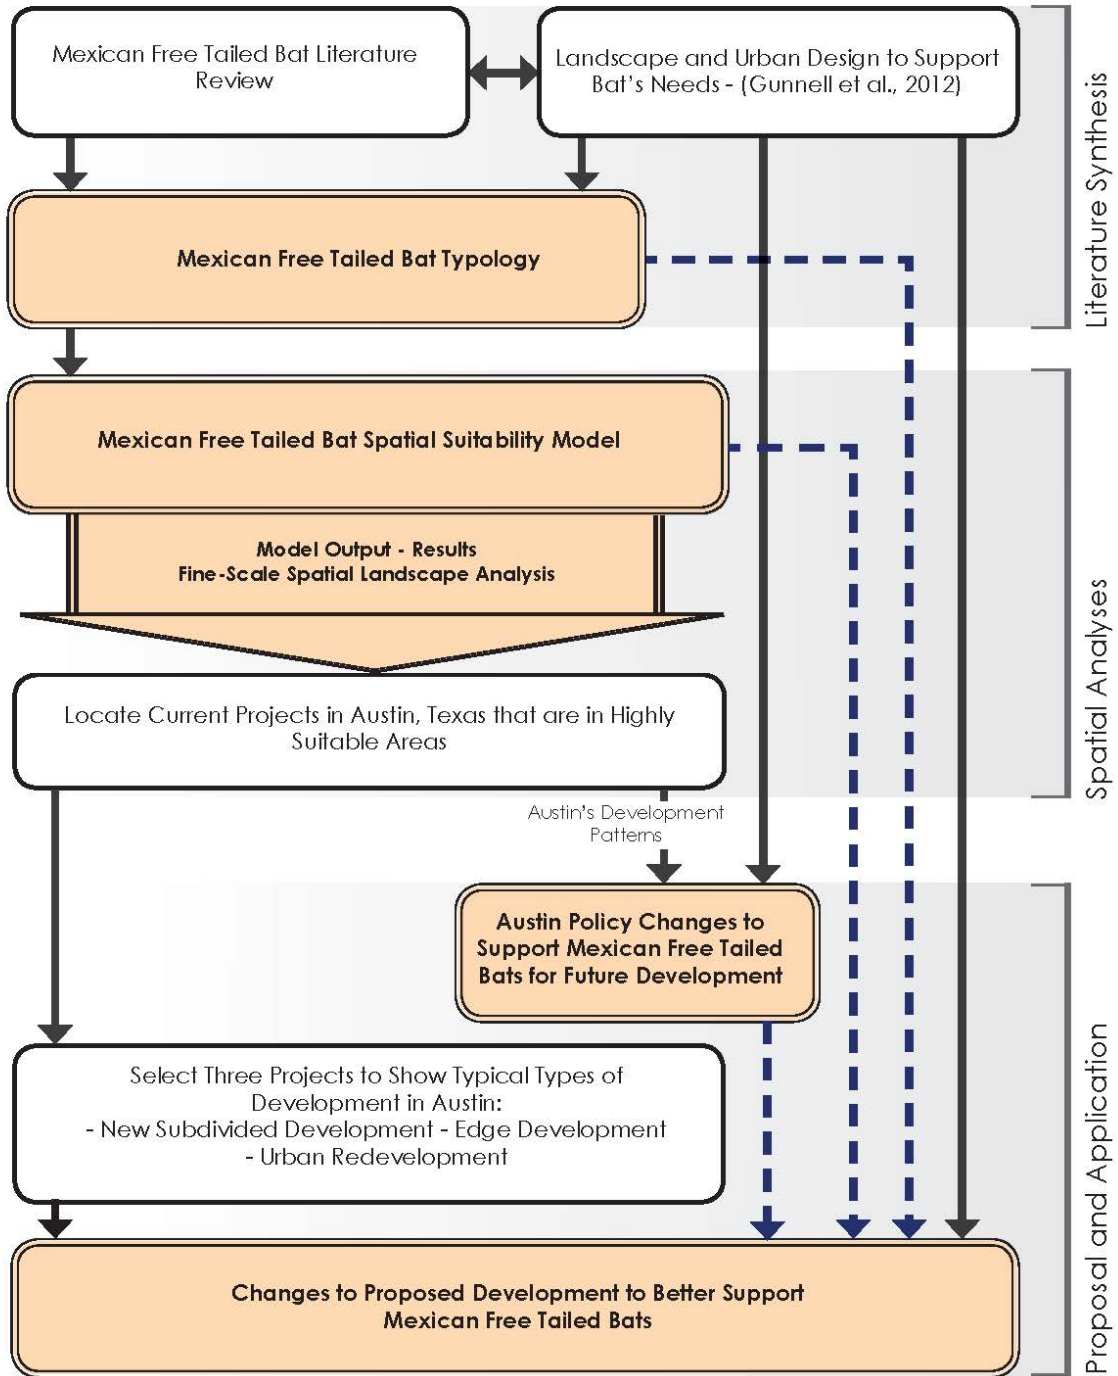 Mexican Free Tailed Bat Literature
Review
Landscape and Urban Design to Support
Bat's Needs - (Gunnell et al., 2012)
Literature Synthesis
Mexican Free Tailed Bat Typology
Mexican Free Tailed Bat Spatial Suitability Model
Model Output - Results
Fine-Scale Spatial Landscape Analysis
Spatial Analyses
Locate Current Projects in Austin, Texas that are in Highly
Suitable Areas
Austin's Development
Patterns
Austin Policy Changes to
Support Mexican Free Tailed
Bats for Future Development
Proposal and Application
Select Three Projects to Show Typical Types of
Development in Austin:
- New Subdivided Development - Edge Development
- Urban Redevelopment
Changes to Proposed Development to Better Support
Mexican Free Tailed Bats